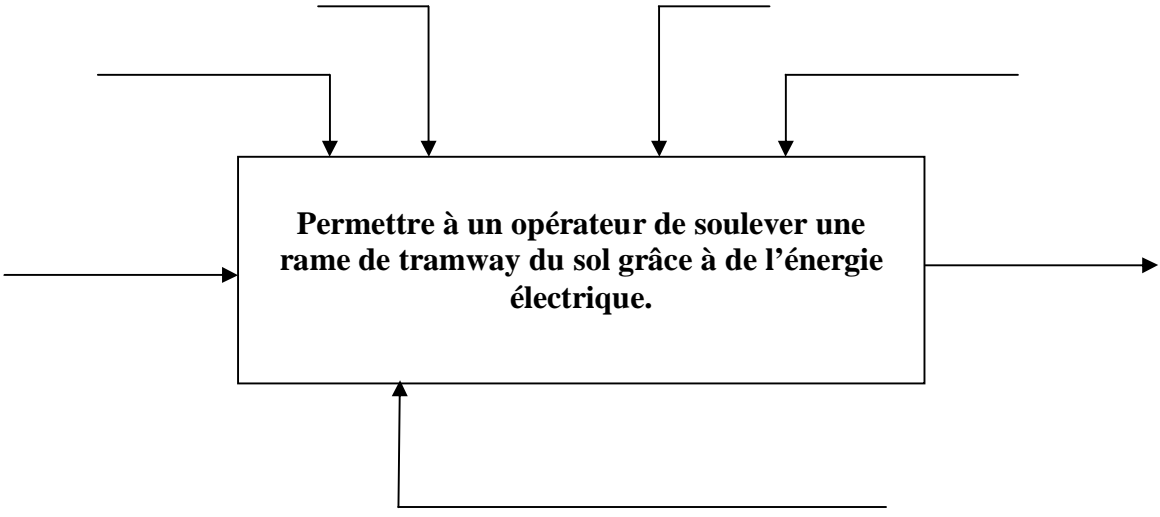 Permettre à un opérateur de soulever une
rame de tramway du sol grâce à de l’énergie
électrique.